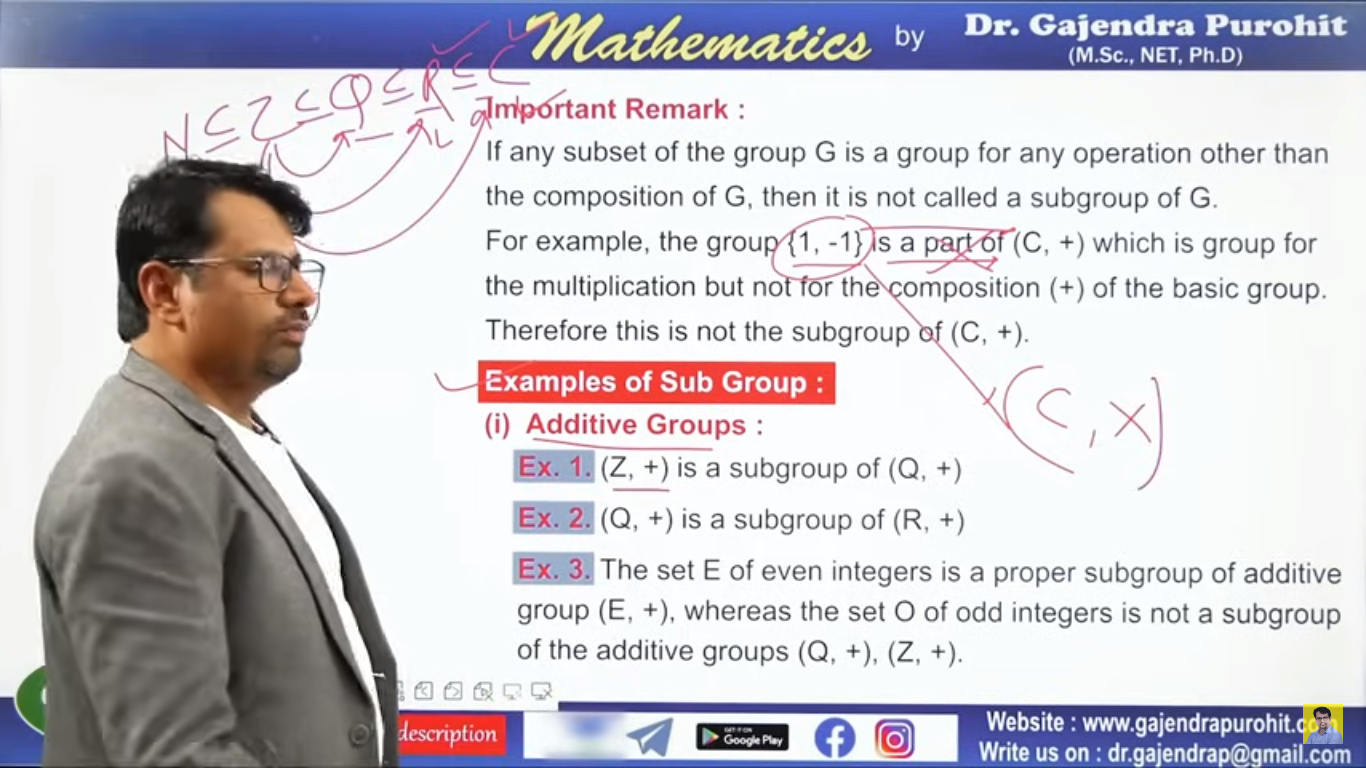 Mathematics by Dr. Gajendra Purohit
(M.Sc., NET, Ph.D)
N ⊆ Z ⊆ Q ⊆ R ⊆ C
Important Remark :
If any subset of the group G is a group for any operation other than
the composition of G, then it is not called a subgroup of G.
For example, the group {1, -1} is a part of (C, +) which is group for
the multiplication but not for the composition (+) of the basic group.
Therefore this is not the subgroup of (C, +).
(C, X)
Examples of Sub Group :
(i) Additive Groups :
Ex. 1. (Z, +) is a subgroup of (Q, +)
Ex. 2. (Q, +) is a subgroup of (R, +)
Ex. 3. The set E of even integers is a proper subgroup of additive
group (E, +), whereas the set O of odd integers is not a subgroup
of the additive groups (Q, +), (Z, +).
description
GET IT ON
Google Play
Website : www.gajendrapurohit.com
Write us on : dr.gajendrap@gmail.com